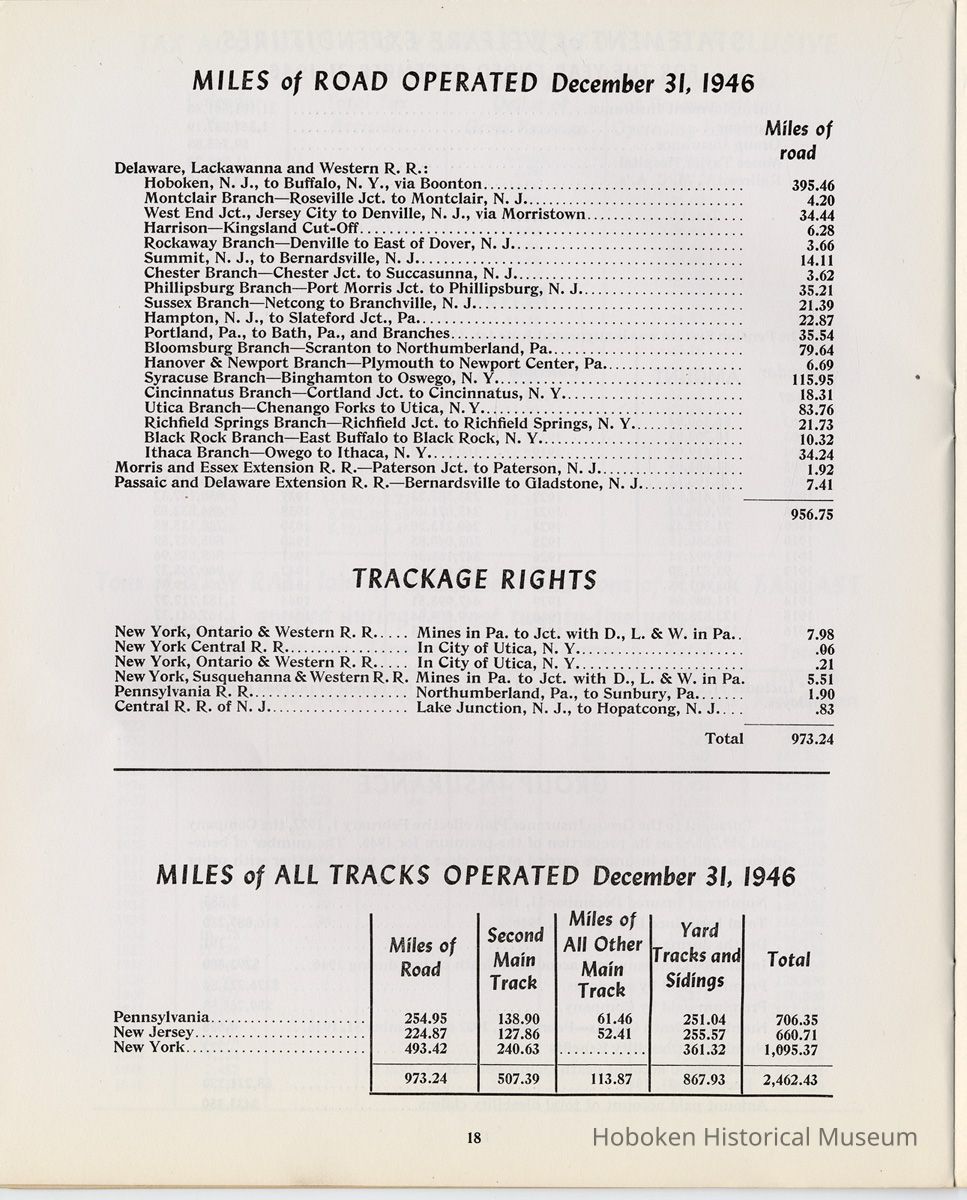 MILES of ROAD OPERATED December 31, 1946
Miles of
road
Delaware, Lackawanna and Western R. R.:
Hoboken, N. J., to Buffalo, N. Y., via Boonton 395.46
Montclair Branch—Roseville Jct. to Montclair, N. J. 4.20
West End Jct., Jersey City to Denville, N. J., via Morristown 34.44
Harrison—Kingsland Cut-Off 6.28
Rockaway Branch—Denville to East of Dover, N. J. 3.66
Summit, N. J., to Bernardsville, N. J. 14.11
Chester Branch—Chester Jct. to Succasunna, N. J. 3.62
Phillipsburg Branch—Port Morris Jct. to Phillipsburg, N. J. 35.21
Sussex Branch—Netcong to Branchville, N. J. 21.39
Hampton, N. J., to Slateford Jct., Pa. 22.87
Portland, Pa., to Bath, Pa., and Branches 35.54
Bloomsburg Branch—Scranton to Northumberland, Pa. 79.64
Hanover & Newport Branch—Plymouth to Newport Center, Pa. 6.69
Syracuse Branch—Binghamton to Oswego, N. Y. 115.95
Cincinnatus Branch—Cortland Jct. to Cincinnatus, N. Y. 18.31
Utica Branch—Chenango Forks to Utica, N. Y. 83.76
Richfield Springs Branch—Richfield Jct. to Richfield Springs, N. Y. 21.73
Black Rock Branch—East Buffalo to Black Rock, N. Y. 10.32
Ithaca Branch—Owego to Ithaca, N. Y. 34.24
Morris and Essex Extension R. R.—Paterson Jct. to Paterson, N. J. 1.92
Passaic and Delaware Extension R. R.—Bernardsville to Gladstone, N. J. 7.41
956.75
TRACKAGE RIGHTS
New York, Ontario & Western R. R. Mines in Pa. to Jct. with D., L. & W. in Pa. 7.98
New York Central R. R. In City of Utica, N. Y. .06
New York, Ontario & Western R. R. In City of Utica, N. Y. .21
New York, Susquehanna & Western R. R. Mines in Pa. to Jct. with D., L. & W. in Pa. 5.51
Pennsylvania R. R. Northumberland, Pa., to Sunbury, Pa. 1.90
Central R. R. of N. J. Lake Junction, N. J., to Hopatcong, N. J. .83
Total 973.24
MILES of ALL TRACKS OPERATED December 31, 1946
Miles of
Road
Second
Main
Track
Miles of
All Other
Main
Track
Yard
Tracks and
Sidings
Total
Pennsylvania 254.95 138.90 61.46 251.04 706.35
New Jersey 224.87 127.86 52.41 255.57 660.71
New York 493.42 240.63 ............ 361.32 1,095.37
973.24 507.39 113.87 867.93 2,462.43
18
Hoboken Historical Museum